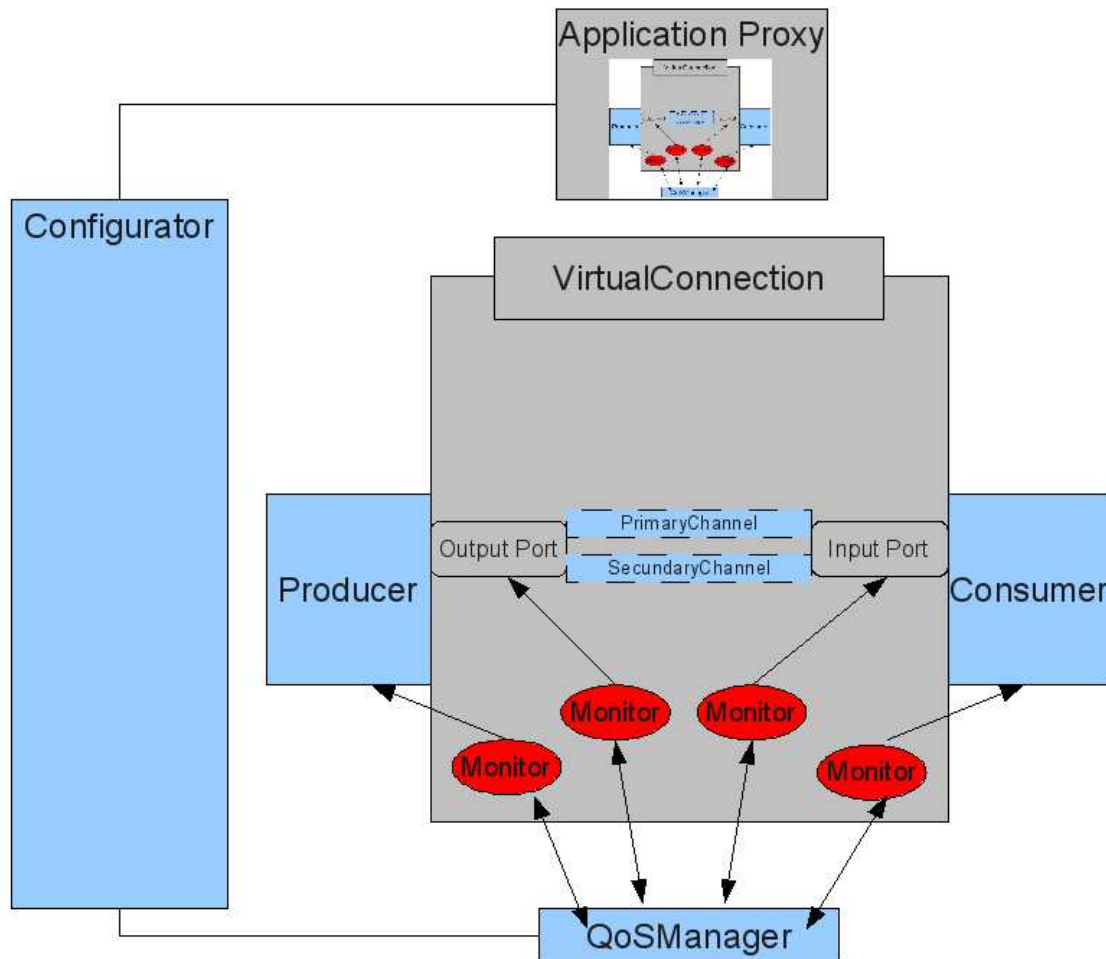 Application Proxy
Configurator
VirtualConnection
PrimaryChannel
Output Port
Input Port
SecundaryChannel
Producer
Consumer
Monitor
Monitor
Monitor
Monitor
QoSManager